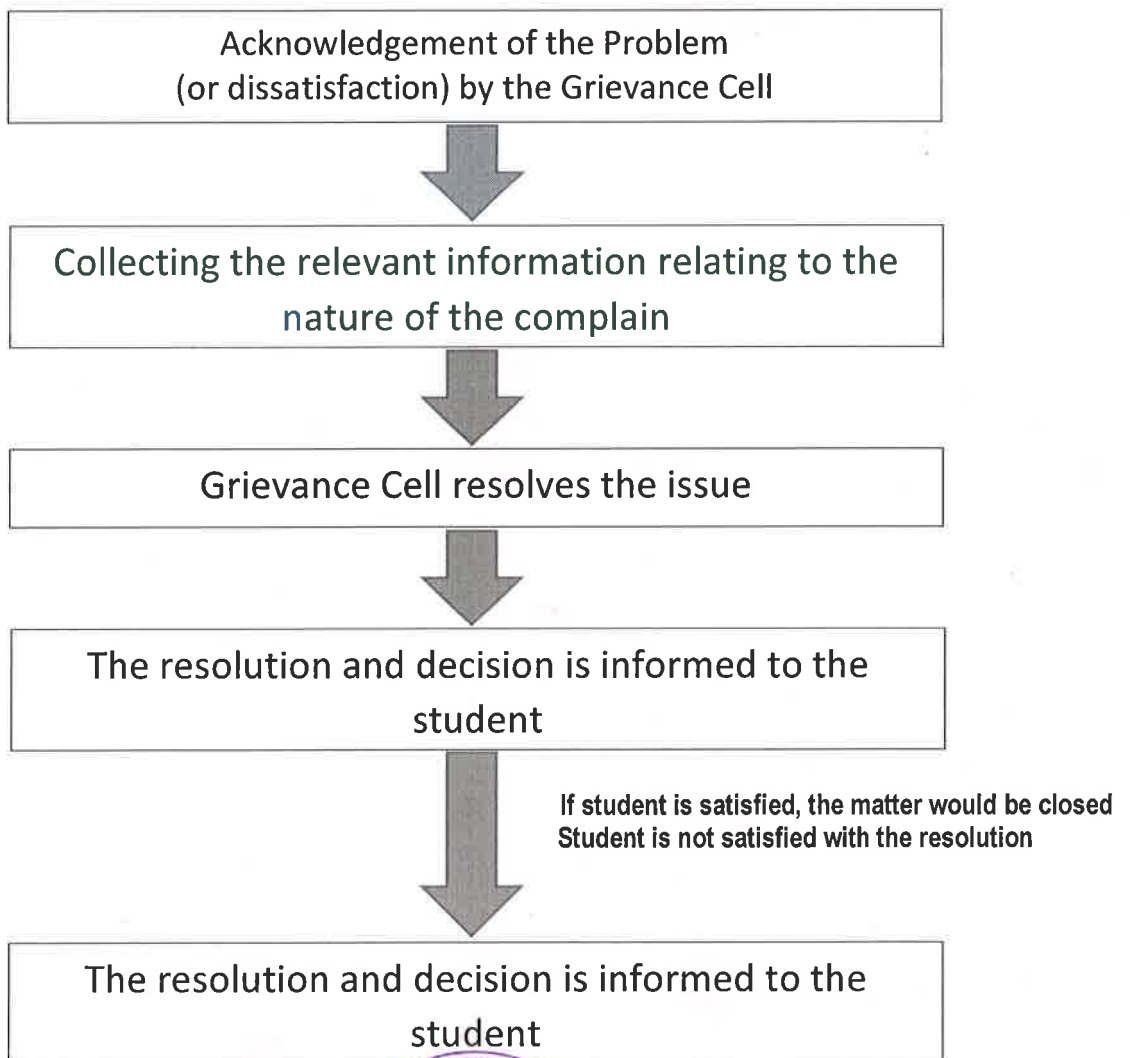 Acknowledgement of the Problem
(or dissatisfaction) by the Grievance Cell
Collecting the relevant information relating to the
nature of the complain
Grievance Cell resolves the issue
The resolution and decision is informed to the
student
If student is satisfied, the matter would be closed
Student is not satisfied with the resolution
The resolution and decision is informed to the
student